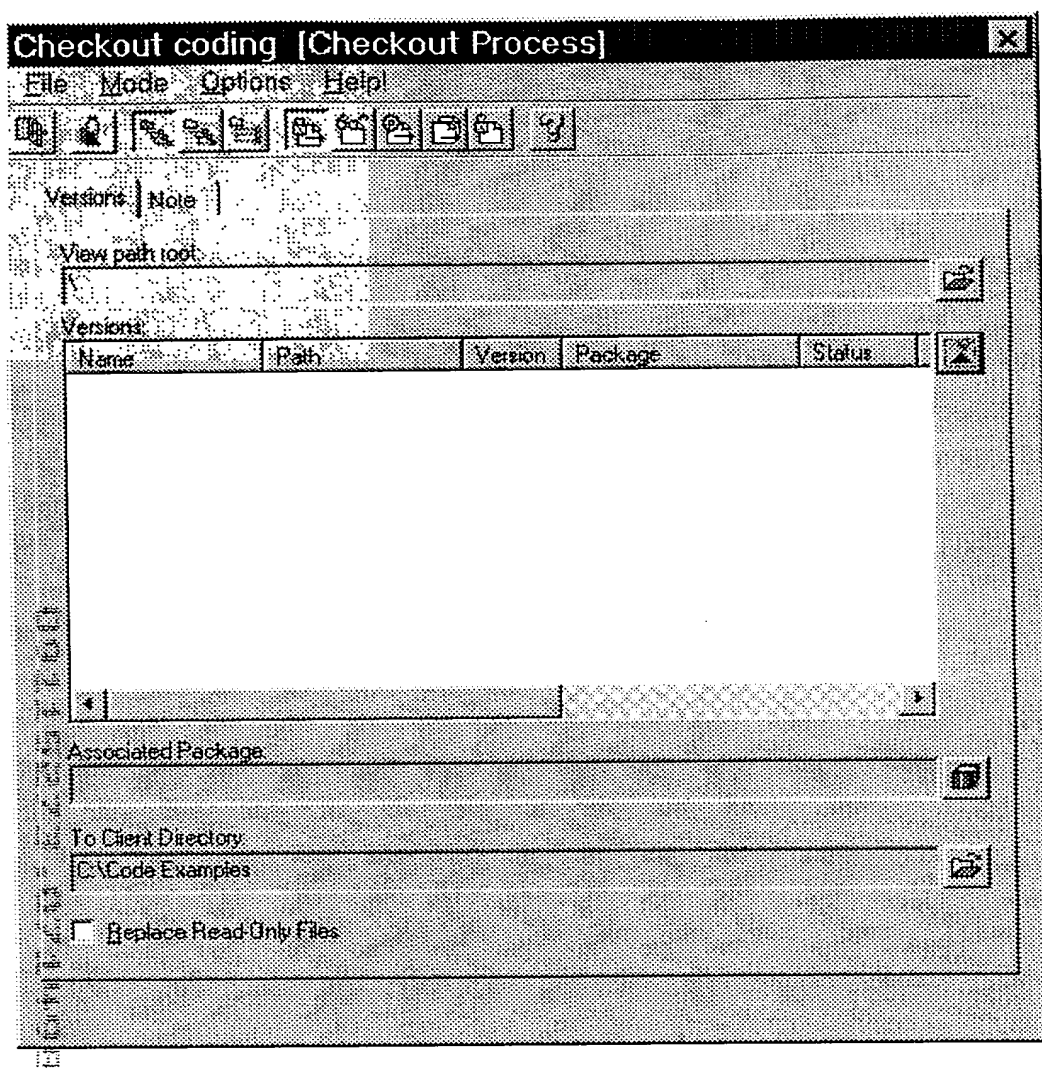 Checkout coding [Checkout Process]
File Mode Options Help!
Versions Note
View path root:
\
Versions:
Name Path Version Package Status
Associated Package:
To Client Directory:
C:\Code Examples
Replace Read-Only Files